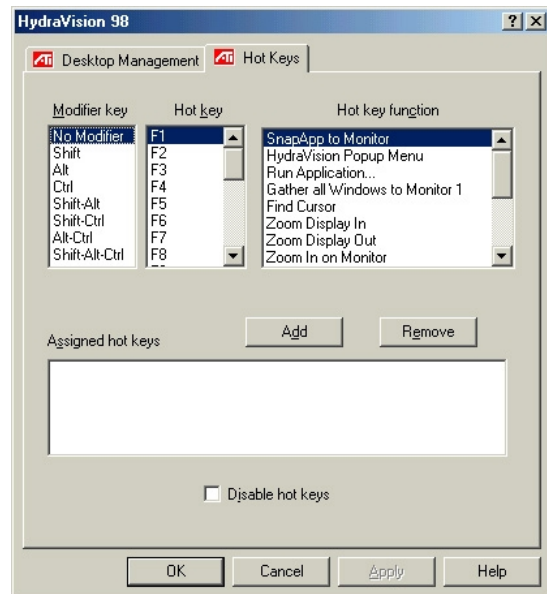 HydraVision 98
ATI Desktop Management
ATI Hot Keys
Modifier key
No Modifier
Shift
Alt
Ctrl
Shift-Alt
Shift-Ctrl
Alt-Ctrl
Shift-Alt-Ctrl
Hot key
F1
F2
F3
F4
F5
F6
F7
F8
Hot key function
SnapApp to Monitor
HydraVision Popup Menu
Run Application...
Gather all Windows to Monitor 1
Find Cursor
Zoom Display In
Zoom Display Out
Zoom In on Monitor
Assigned hot keys
Add
Remove
Disable hot keys
OK
Cancel
Apply
Help